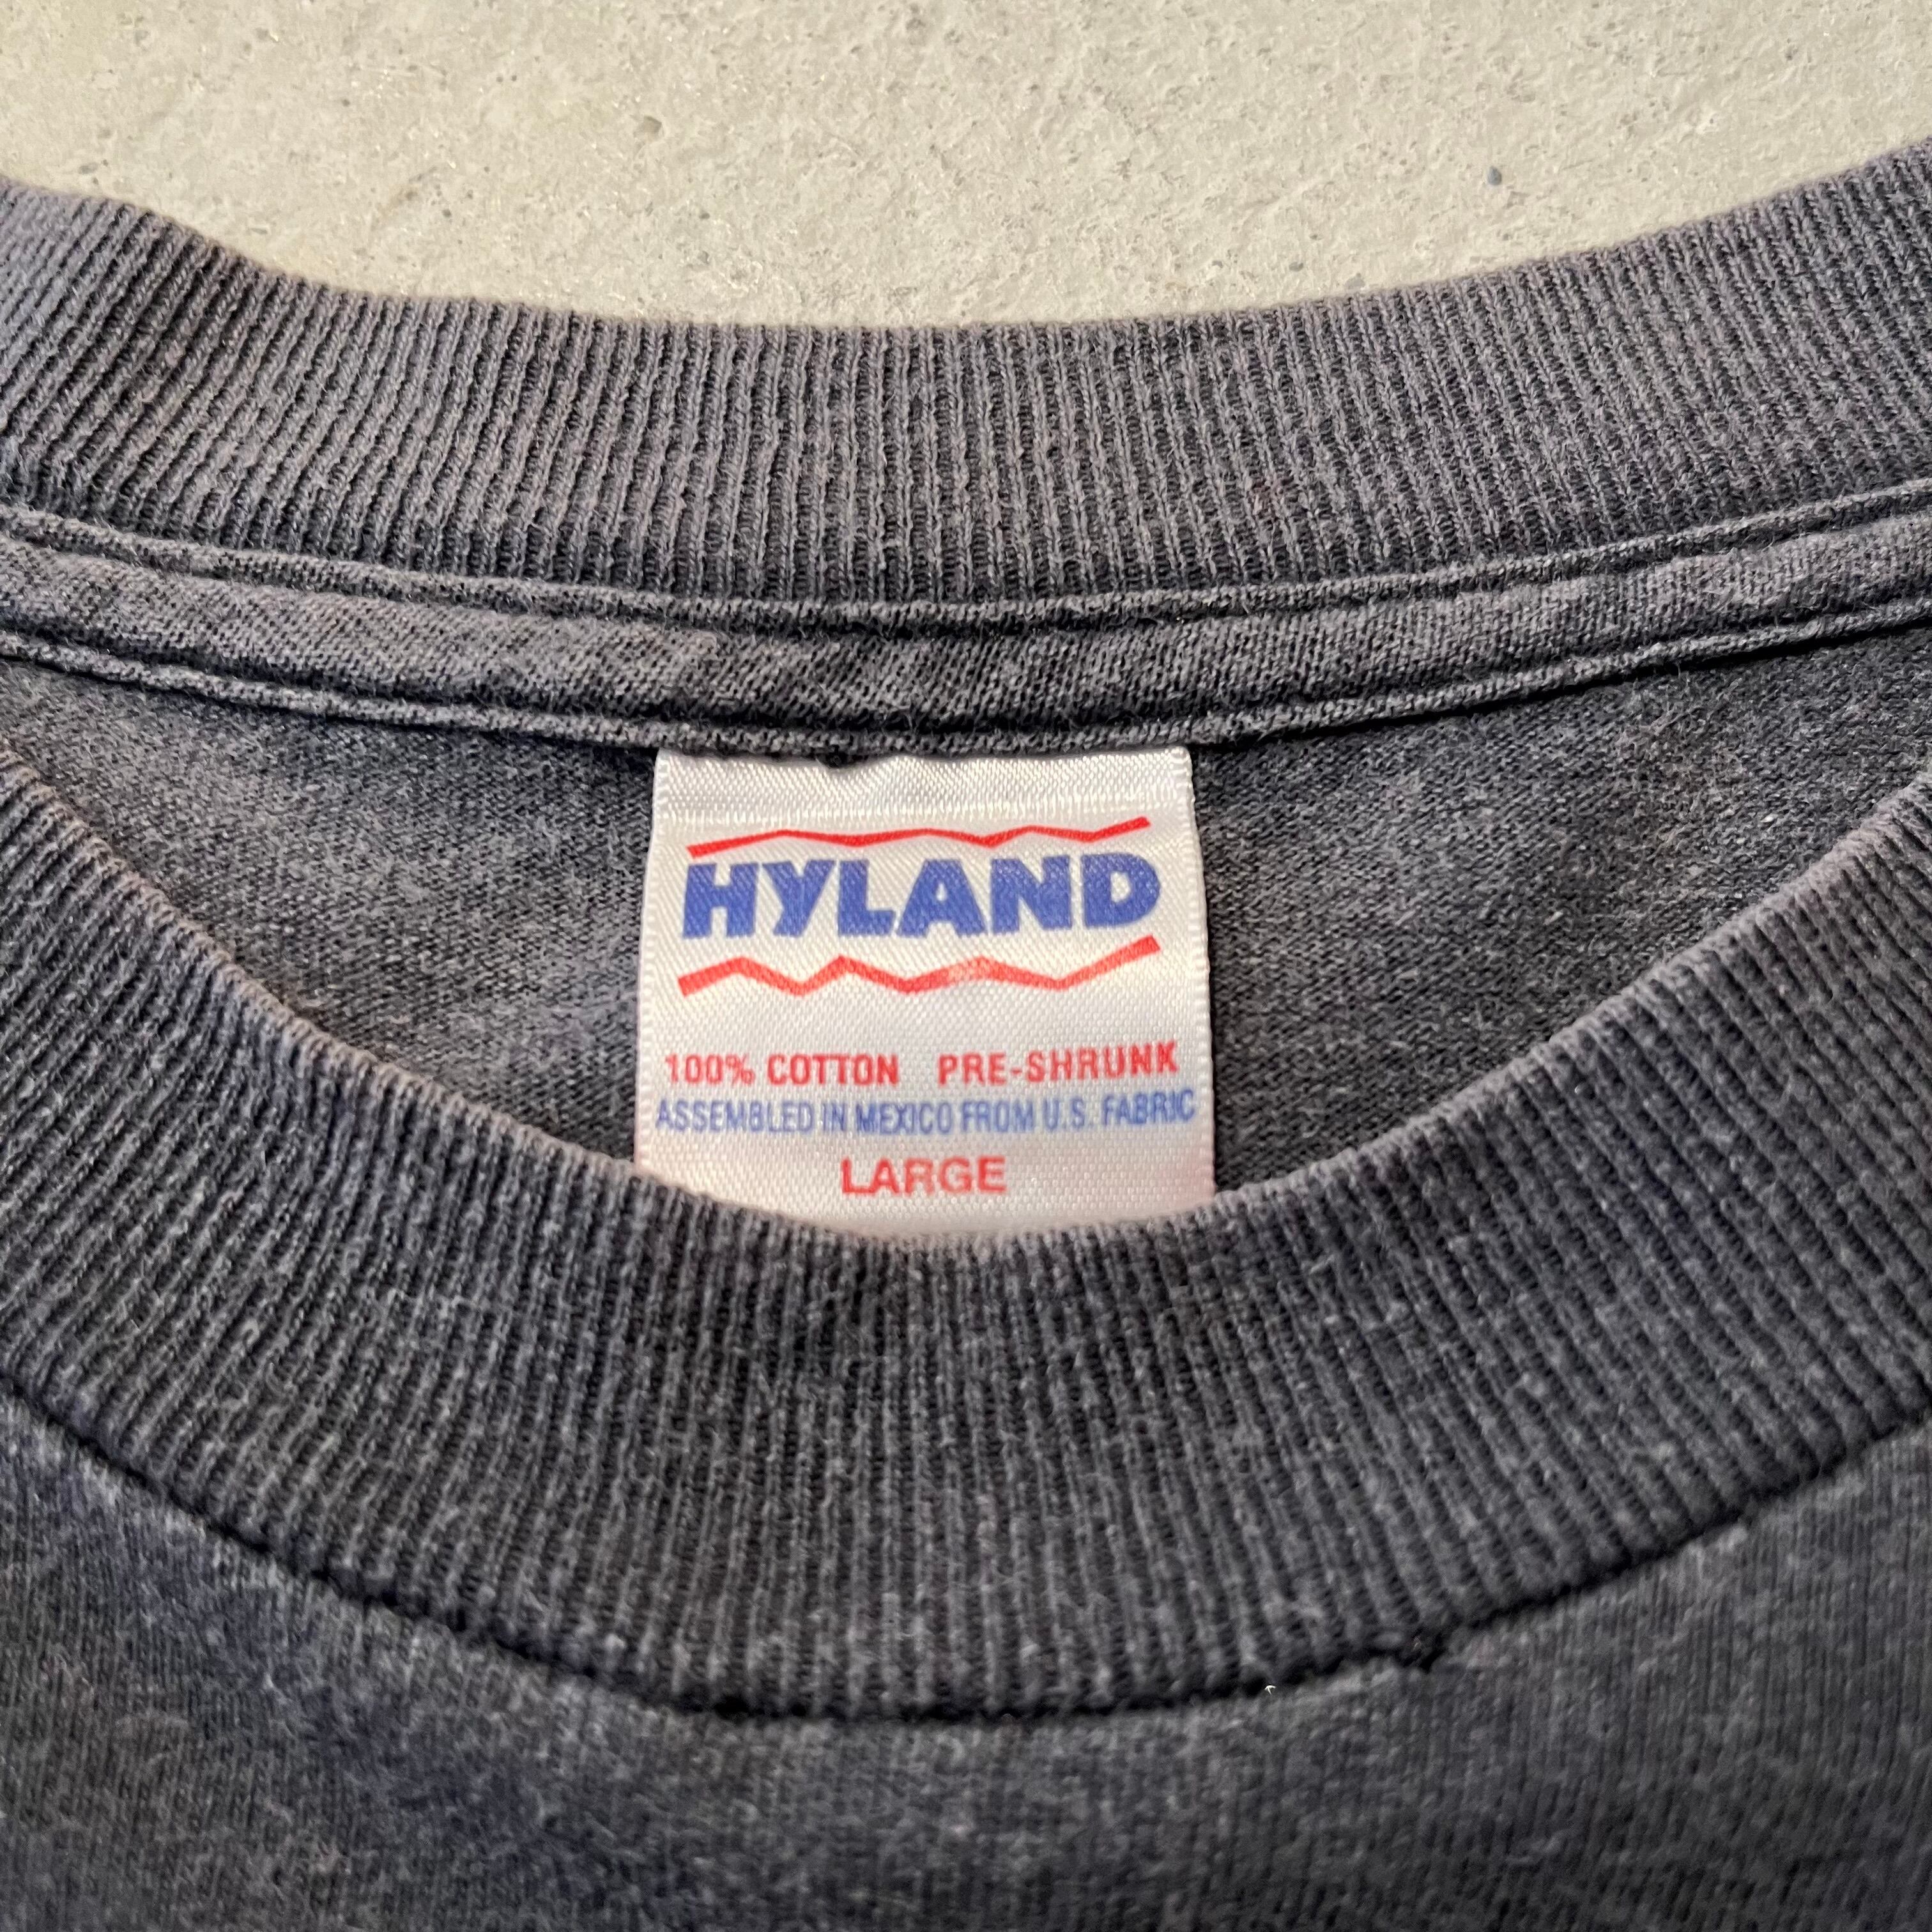 HYLAND
100% COTTON PRE-SHRUNK
ASSEMBLED IN MEXICO FROM U.S. FABRIC
LARGE